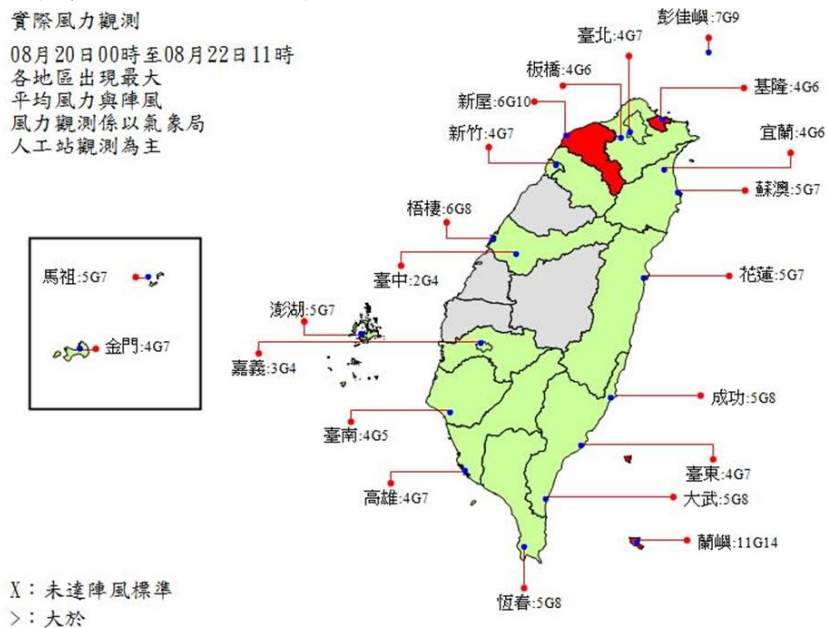 實際風力觀測
08月20日00時至08月22日11時
各地區出現最大
平均風力與陣風
風力觀測係以氣象局
人工站觀測為主
彭佳嶼:7G9
臺北:4G7
板橋:4G6
基隆:4G6
新屋:6G10
新竹:4G7
宜蘭:4G6
蘇澳:5G7
梧棲:6G8
臺中:2G4
花蓮:5G7
馬祖:5G7
澎湖:5G7
金門:4G7
嘉義:3G4
成功:5G8
臺南:4G5
臺東:4G7
高雄:4G7
大武:5G8
蘭嶼:11G14
恆春:5G8
X：未達陣風標準
>：大於